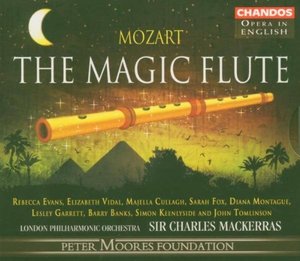 CHANDOS
OPERA IN
ENGLISH
MOZART
THE MAGIC FLUTE
REBECCA EVANS, ELIZABETH VIDAL, MAJELLA CULLAGH, SARAH FOX, DIANA MONTAGUE,
LESLEY GARRETT, BARRY BANKS, SIMON KEENLYSIDE AND JOHN TOMLINSON
LONDON PHILHARMONIC ORCHESTRA SIR CHARLES MACKERRAS
PETER MOORES FOUNDATION